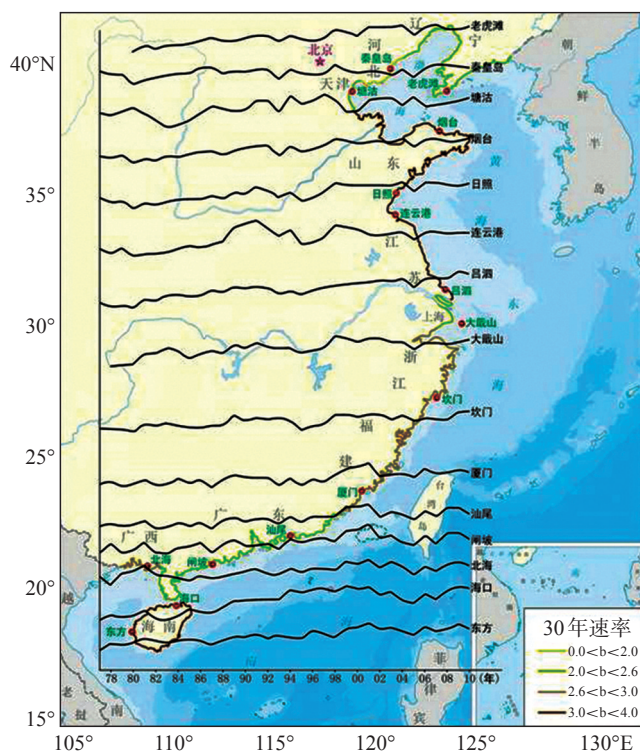 40°N
35°
30°
25°
20°
15°
105°
110°
115°
120°
125°
130°E
辽
宁
河
北
北京
天津
秦皇岛
老虎滩
塘沽
渤
海
烟台
山东
日照
连云港
黄
海
江
苏
吕泗
上海
大戢山
东
海
浙
江
坎门
福
建
厦门
台
湾
岛
广东
汕尾
广西
闸坡
北海
海口
海南
东方
朝
鲜
半
岛
越
南
老
挝
菲
律
宾
南
海
老虎滩
秦皇岛
塘沽
烟台
日照
连云港
吕泗
大戢山
坎门
厦门
汕尾
闸坡
北海
海口
东方
78 80 82 84 86 88 90 92 94 96 98 00 02 04 06 08 10 (年)
30年速率
0.0<b<2.0
2.0<b<2.6
2.6<b<3.0
3.0<b<4.0